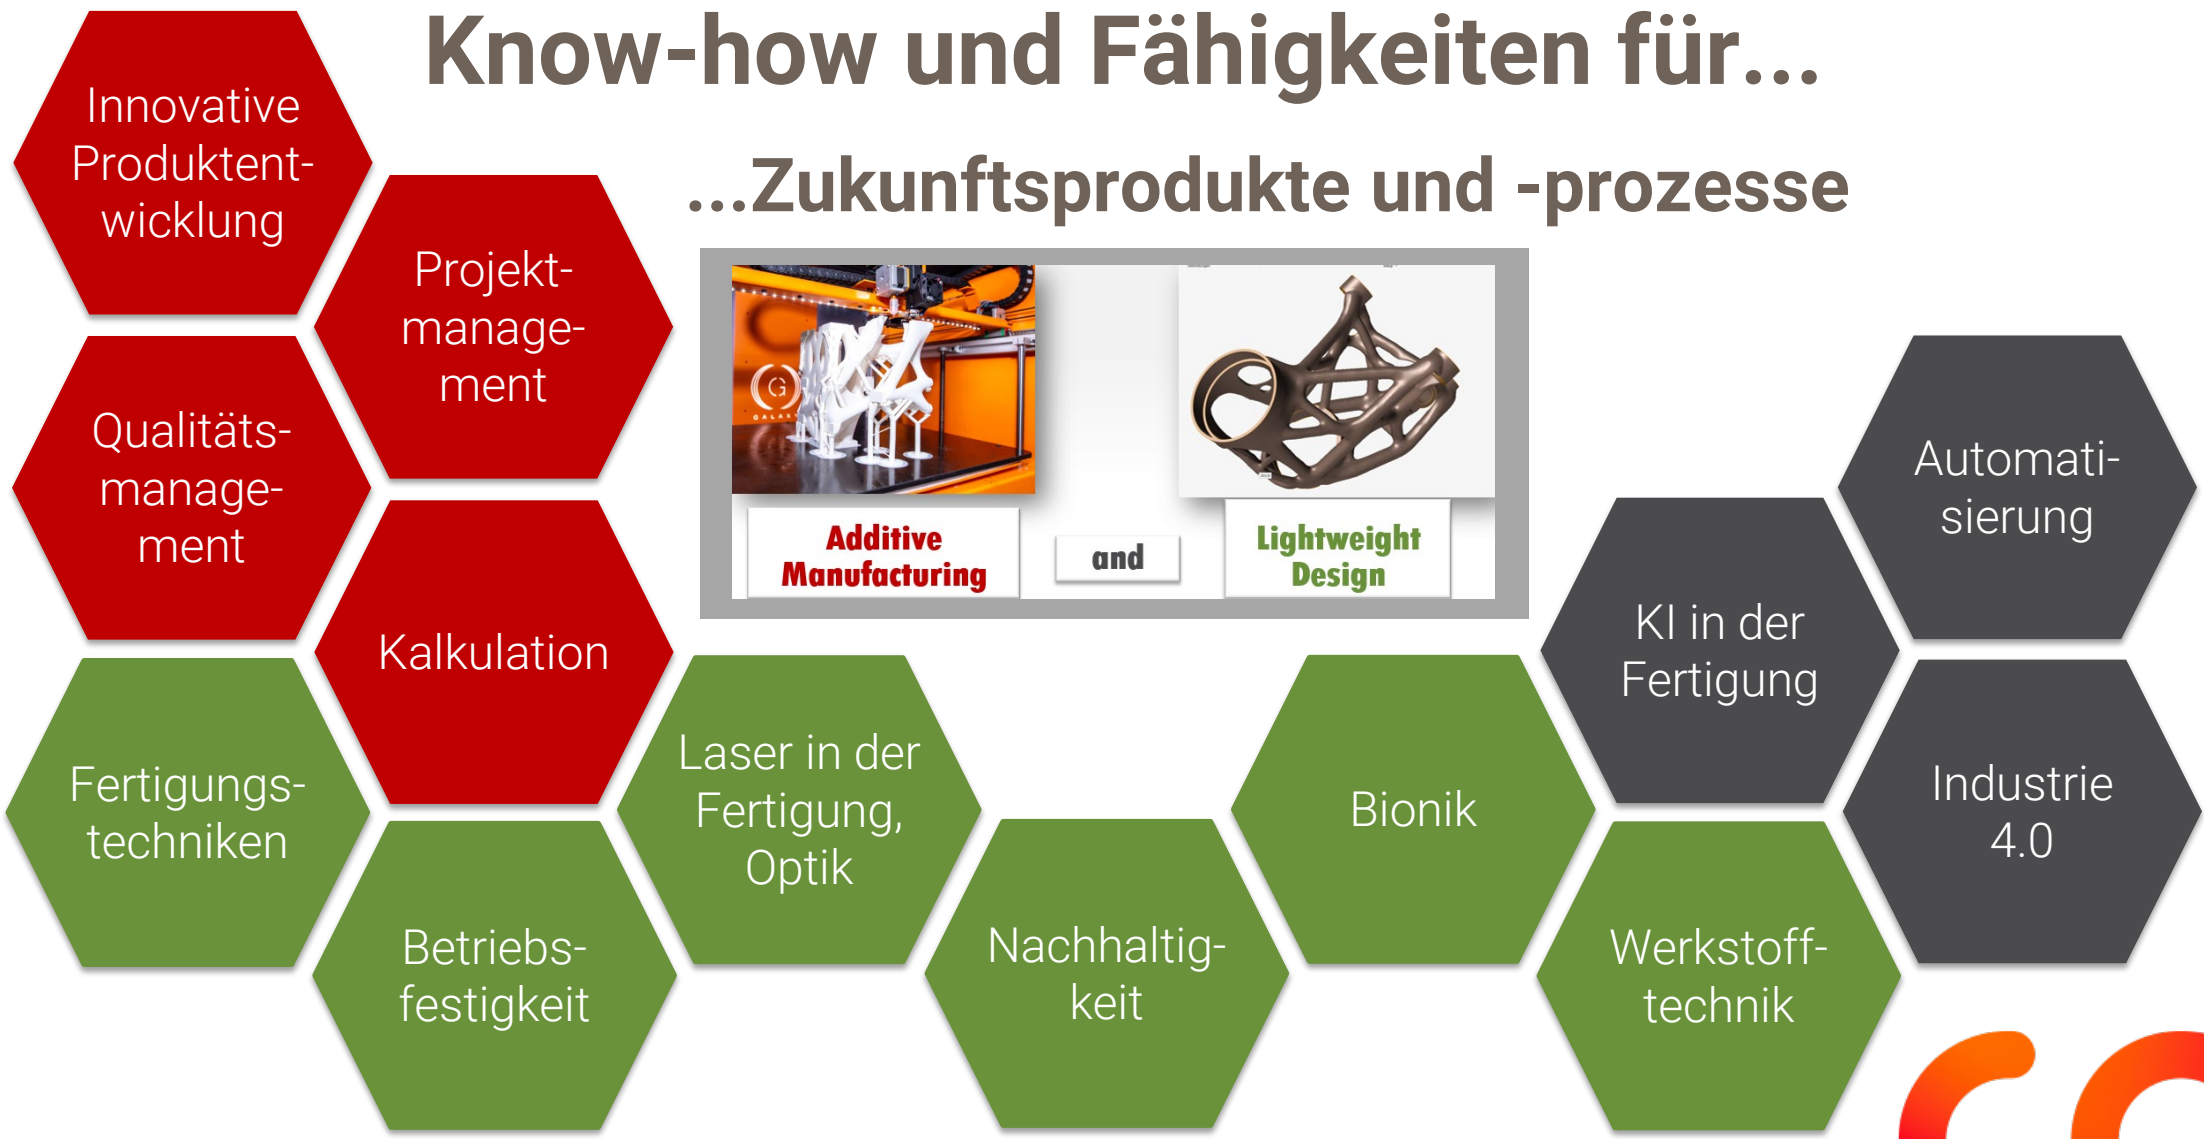 Know-how und Fähigkeiten für...
...Zukunftsprodukte und -prozesse
Innovative
Produktent-
wicklung
Projekt-
manage-
ment
Qualitäts-
manage-
ment
Kalkulation
G
GALAX
Additive
Manufacturing
and
Lightweight
Design
Automati-
sierung
KI in der
Fertigung
Industrie
4.0
Fertigungs-
techniken
Betriebs-
festigkeit
Laser in der
Fertigung,
Optik
Nachhaltig-
keit
Bionik
Werkstoff-
technik